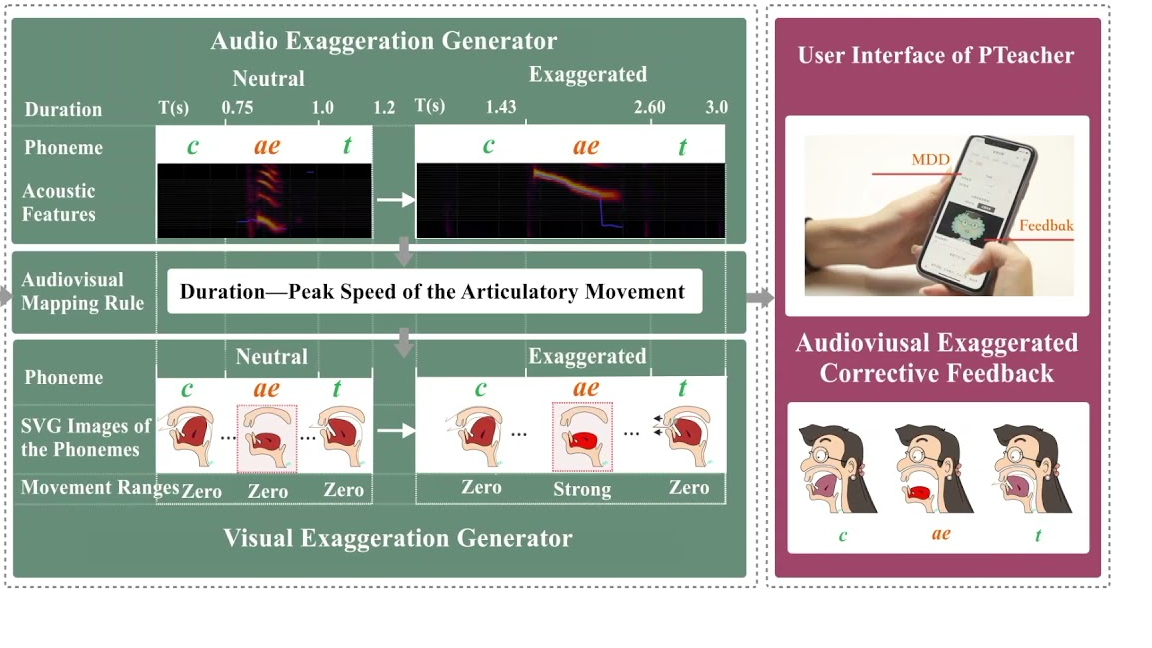 Audio Exaggeration Generator
Neutral
Exaggerated
Duration
T(s) 0.75 1.0 1.2
T(s) 1.43 2.60 3.0
Phoneme
c ae t
c ae t
Acoustic
Features
Audiovisual
Mapping Rule
Duration—Peak Speed of the Articulatory Movement
Neutral
Exaggerated
Phoneme
c ae t
c ae t
SVG Images of
the Phonemes
... ...
... ...
Movement Ranges
Zero Zero Zero
Zero Strong Zero
Visual Exaggeration Generator
User Interface of PTeacher
MDD
Feedbak
Audioviusal Exaggerated
Corrective Feedback
c ae t